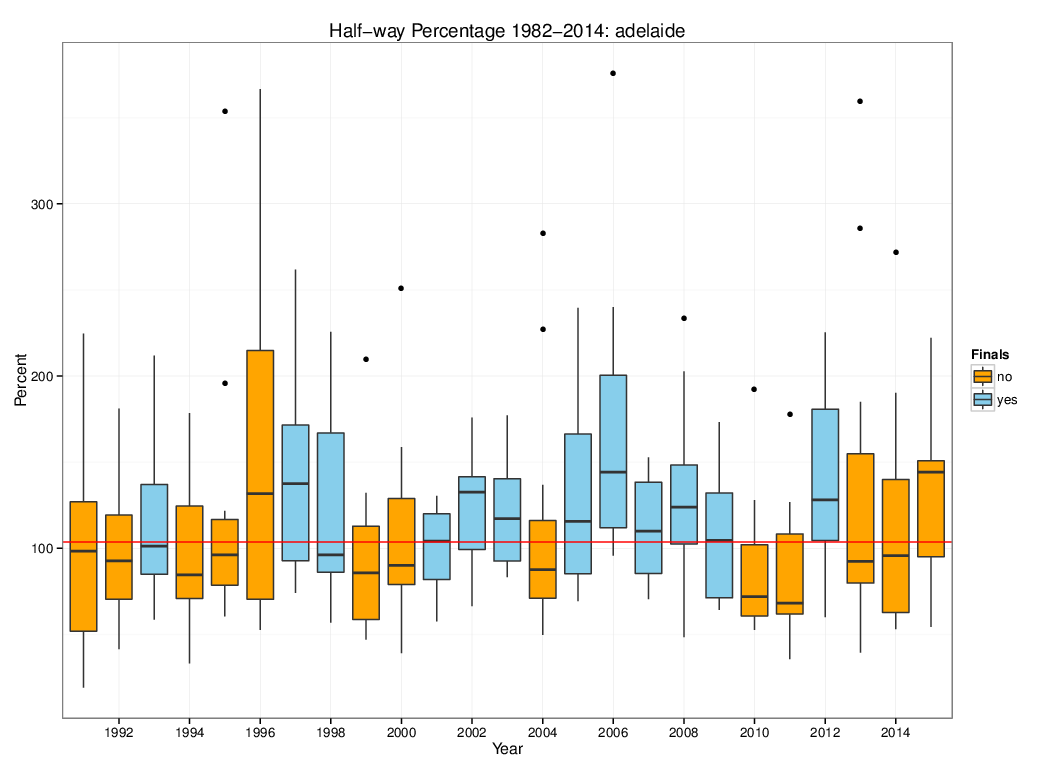 Half−way Percentage 1982−2014: adelaide
Percent
300
200
100
1992 1994 1996 1998 2000 2002 2004 2006 2008 2010 2012 2014
Year
Finals
no
yes